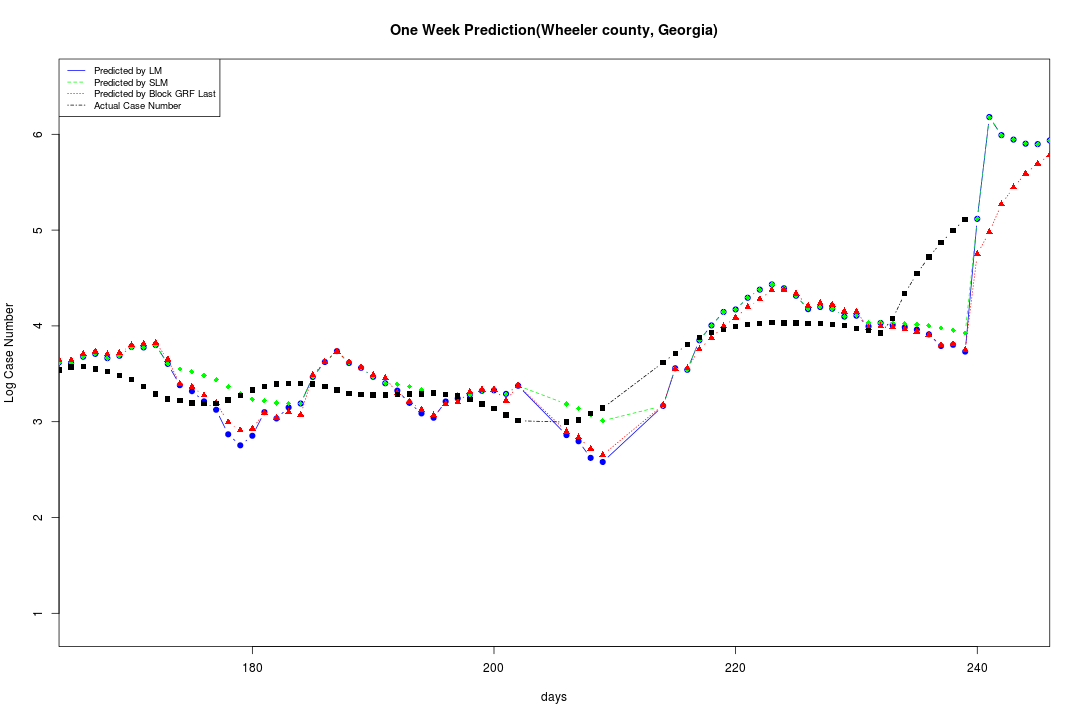 One Week Prediction(Wheeler county, Georgia)
Predicted by LM
Predicted by SLM
Predicted by Block GRF Last
Actual Case Number
6
5
4
3
2
1
Log Case Number
180 200 220 240
days